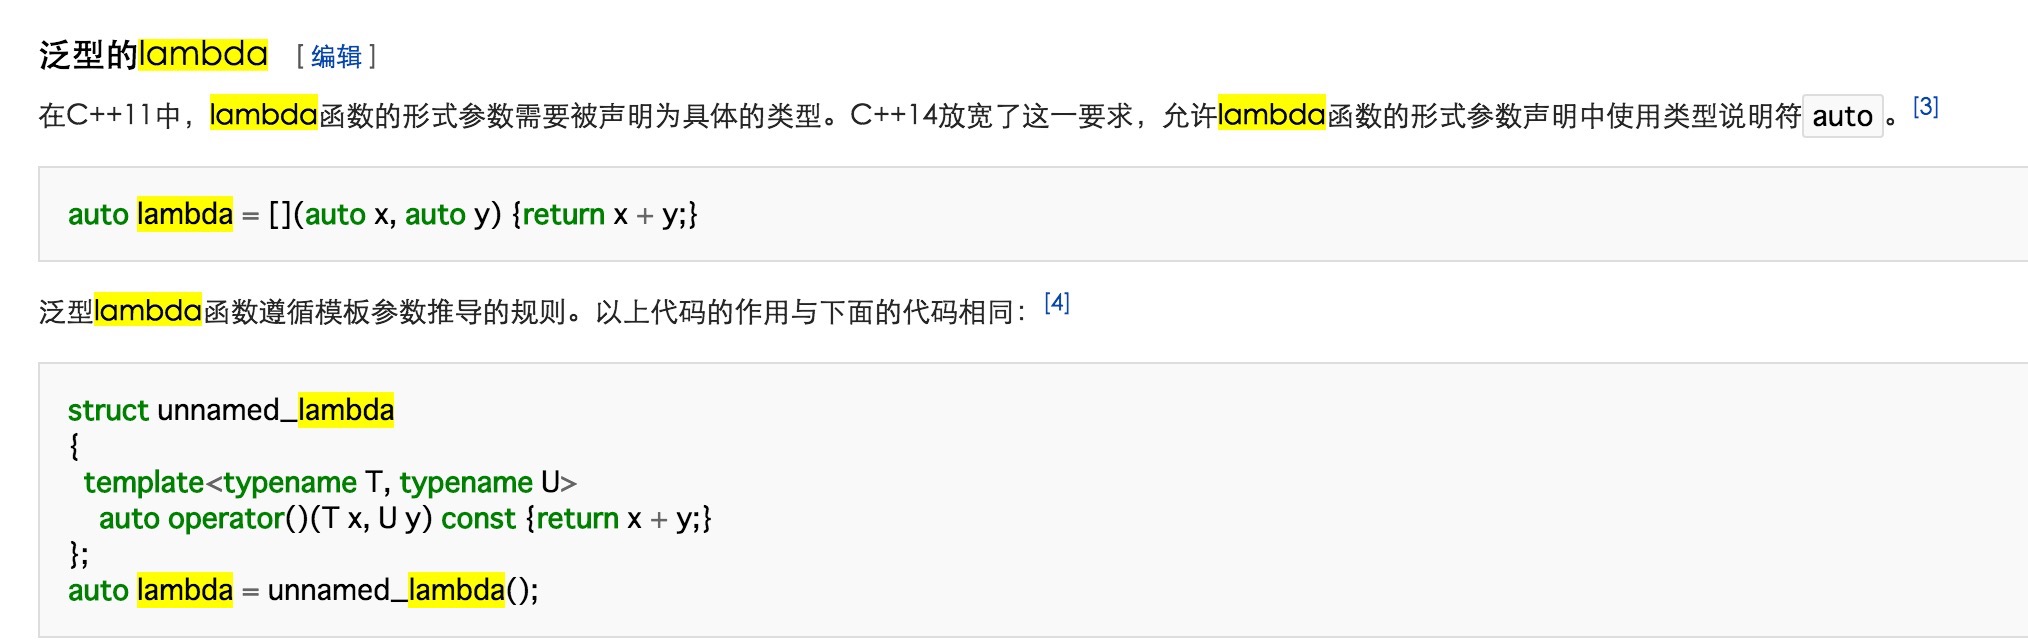 泛型的lambda [编辑]
在C++11中，lambda函数的形式参数需要被声明为具体的类型。C++14放宽了这一要求，允许lambda函数的形式参数声明中使用类型说明符auto。[3]
auto lambda = [](auto x, auto y) {return x + y;}
泛型lambda函数遵循模板参数推导的规则。以上代码的作用与下面的代码相同：[4]
struct unnamed_lambda
{
  template<typename T, typename U>
    auto operator()(T x, U y) const {return x + y;}
};
auto lambda = unnamed_lambda();